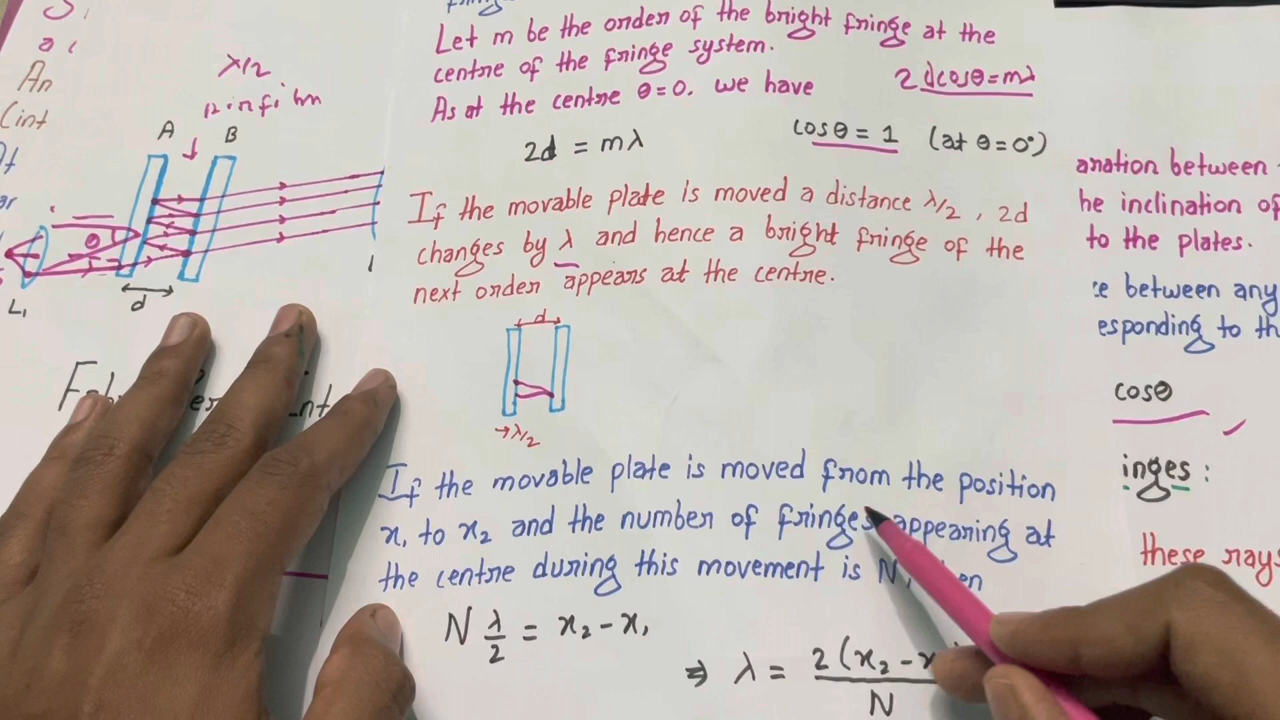 An
λ/2
A
B
θ
d
L₁
Let m be the order of the bright fringe at the
centre of the fringe system.
As at the centre θ=0. we have
2dcosθ=mλ
2d = mλ
cosθ = 1 (at θ=0°)
If the movable plate is moved a distance λ/2, 2d
changes by λ and hence a bright fringe of the
next order appears at the centre.
d
→λ/2
If the movable plate is moved from the position
x₁ to x₂ and the number of fringes appearing at
the centre during this movement is N,
N λ/2 = x₂ - x₁
⇒ λ = 2(x₂-x
N
between
he inclination of
to the plates.
between any
to
cosθ
inges :
these rays